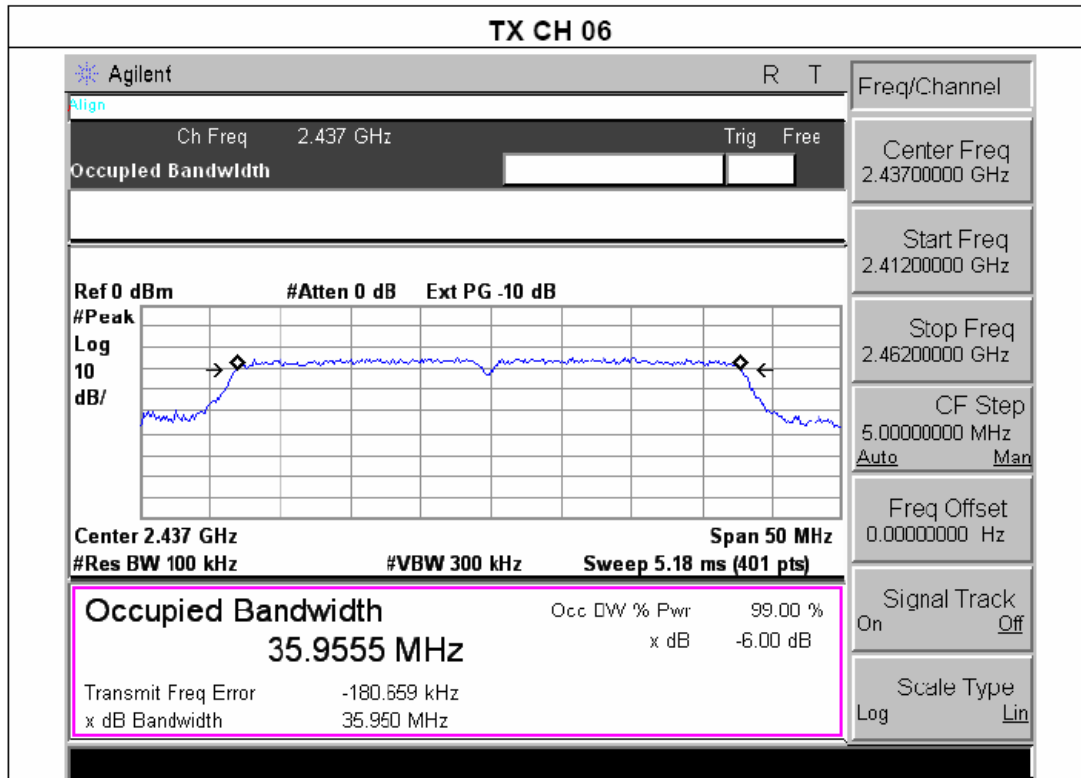 TX CH 06
Agilent R T
Align
Ch Freq 2.437 GHz Trig Free
Occupied Bandwidth
Ref 0 dBm #Atten 0 dB Ext PG -10 dB
#Peak
Log
10
dB/
Center 2.437 GHz Span 50 MHz
#Res BW 100 kHz #VBW 300 kHz Sweep 5.18 ms (401 pts)
Occupied Bandwidth
35.9555 MHz
Occ BW % Pwr 99.00 %
x dB -6.00 dB
Transmit Freq Error -180.659 kHz
x dB Bandwidth 35.950 MHz
Freq/Channel
Center Freq
2.43700000 GHz
Start Freq
2.41200000 GHz
Stop Freq
2.46200000 GHz
CF Step
5.00000000 MHz
Auto Man
Freq Offset
0.00000000 Hz
Signal Track
On Off
Scale Type
Log Lin